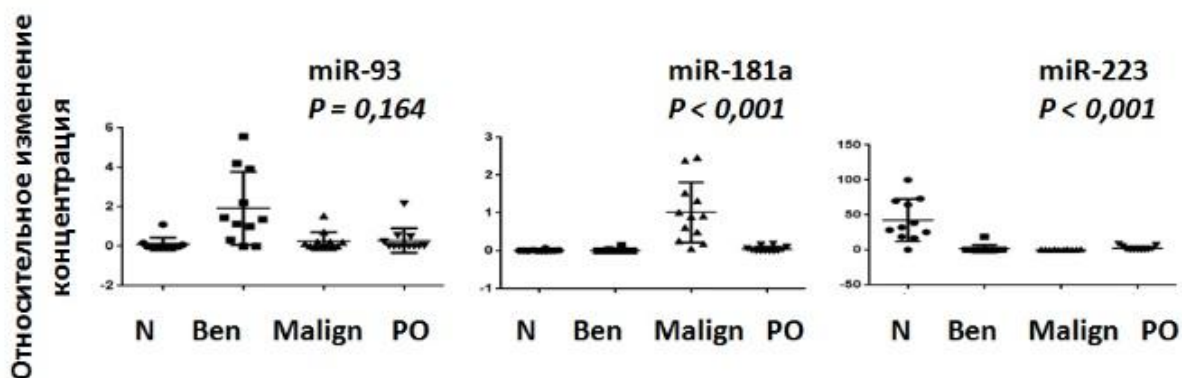 Относительное изменение
концентрация
miR-93
P = 0,164
6
4
2
0
-2
N Ben Malign PO
miR-181a
P < 0,001
3
2
1
0
-1
N Ben Malign PO
miR-223
P < 0,001
150
100
50
0
-50
N Ben Malign PO